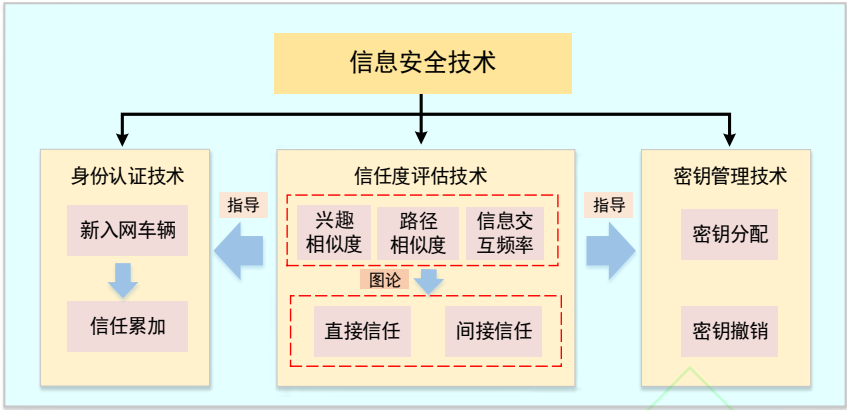 信息安全技术
身份认证技术
新入网车辆
信任累加
指导
信任度评估技术
兴趣
相似度
路径
相似度
信息交
互频率
图论
直接信任
间接信任
指导
密钥管理技术
密钥分配
密钥撤销